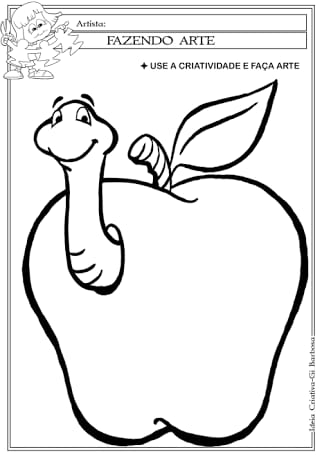 Artista:
FAZENDO ARTE
✦ USE A CRIATIVIDADE E FAÇA ARTE
Ideia Criativa-Gi Barbosa